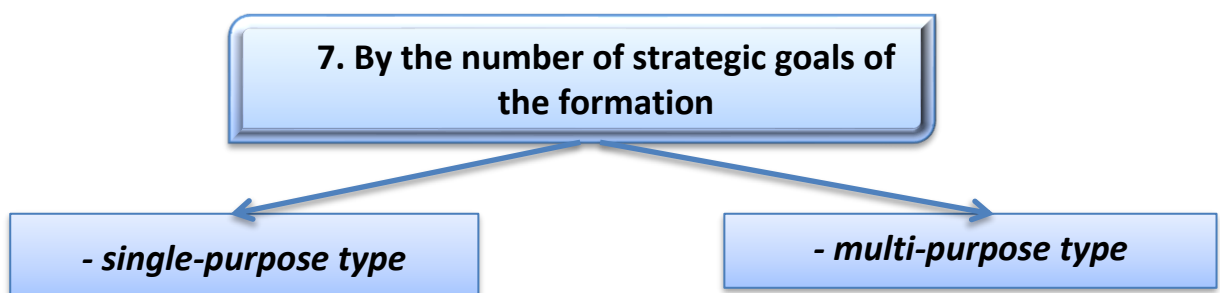 7. By the number of strategic goals of
the formation
- single-purpose type
- multi-purpose type